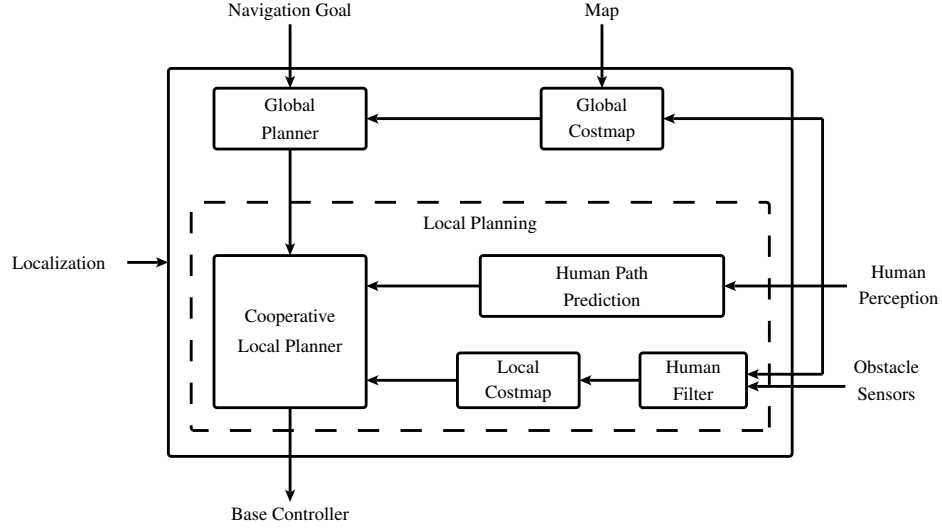 Navigation Goal
Map
Global
Planner
Global
Costmap
Local Planning
Localization
Cooperative
Local Planner
Human Path
Prediction
Human
Perception
Local
Costmap
Human
Filter
Obstacle
Sensors
Base Controller